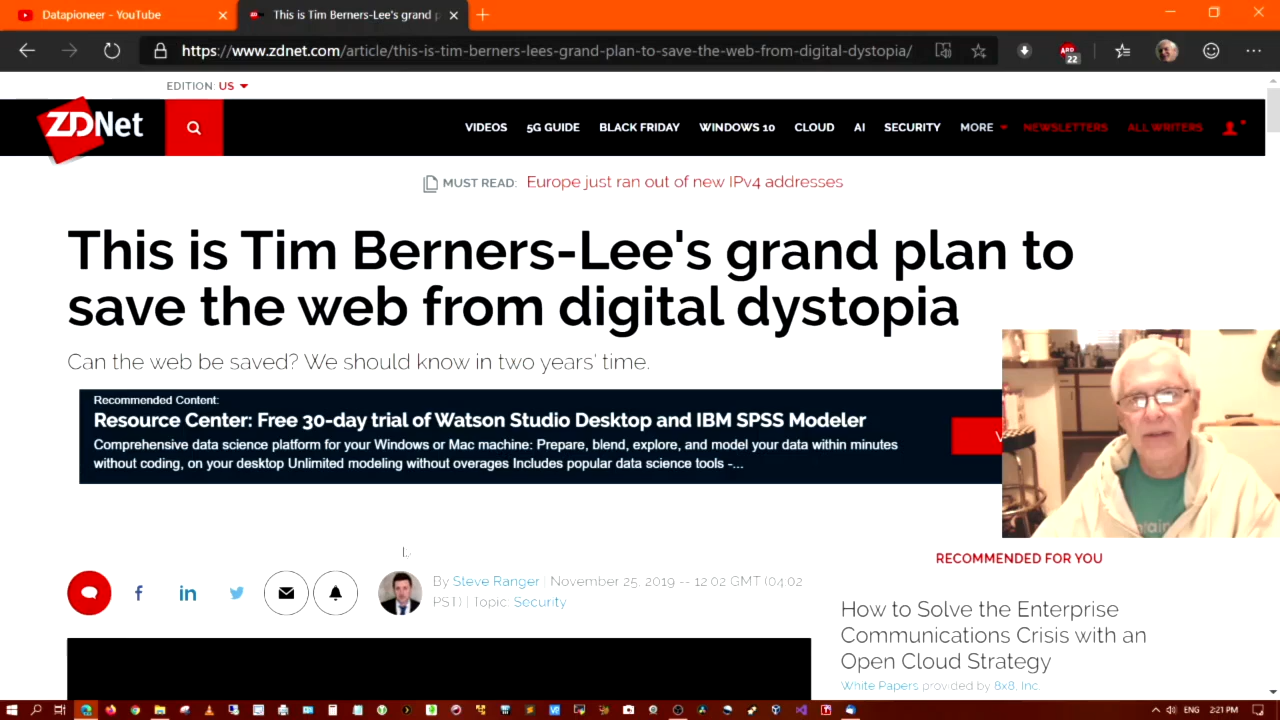 Datapioneer - YouTube
This is Tim Berners-Lee's grand p
https://www.zdnet.com/article/this-is-tim-berners-lees-grand-plan-to-save-the-web-from-digital-dystopia/
22
EDITION: US
ZDNet
VIDEOS 5G GUIDE BLACK FRIDAY WINDOWS 10 CLOUD AI SECURITY MORE NEWSLETTERS ALL WRITERS
MUST READ: Europe just ran out of new IPv4 addresses
This is Tim Berners-Lee's grand plan to
save the web from digital dystopia
Can the web be saved? We should know in two years' time.
Recommended Content:
Resource Center: Free 30-day trial of Watson Studio Desktop and IBM SPSS Modeler
Comprehensive data science platform for your Windows or Mac machine: Prepare, blend, explore, and model your data within minutes
without coding, on your desktop Unlimited modeling without overages Includes popular data science tools -...
By Steve Ranger | November 25, 2019 -- 12:02 GMT (04:02
PST) | Topic: Security
RECOMMENDED FOR YOU
How to Solve the Enterprise
Communications Crisis with an
Open Cloud Strategy
White Papers provided by 8x8, Inc.
ENG 2:21 PM